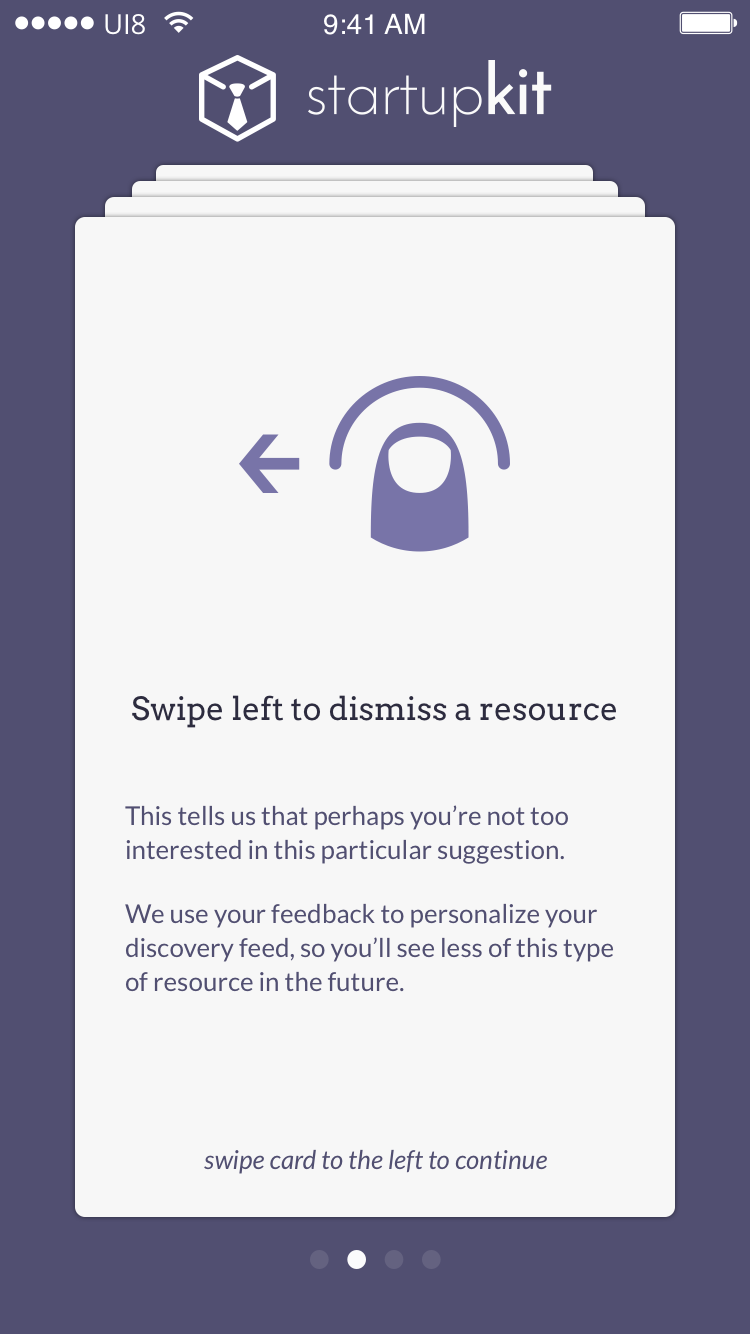 UI8 9:41 AM
startupkit
Swipe left to dismiss a resource
This tells us that perhaps you’re not too
interested in this particular suggestion.
We use your feedback to personalize your
discovery feed, so you’ll see less of this type
of resource in the future.
swipe card to the left to continue